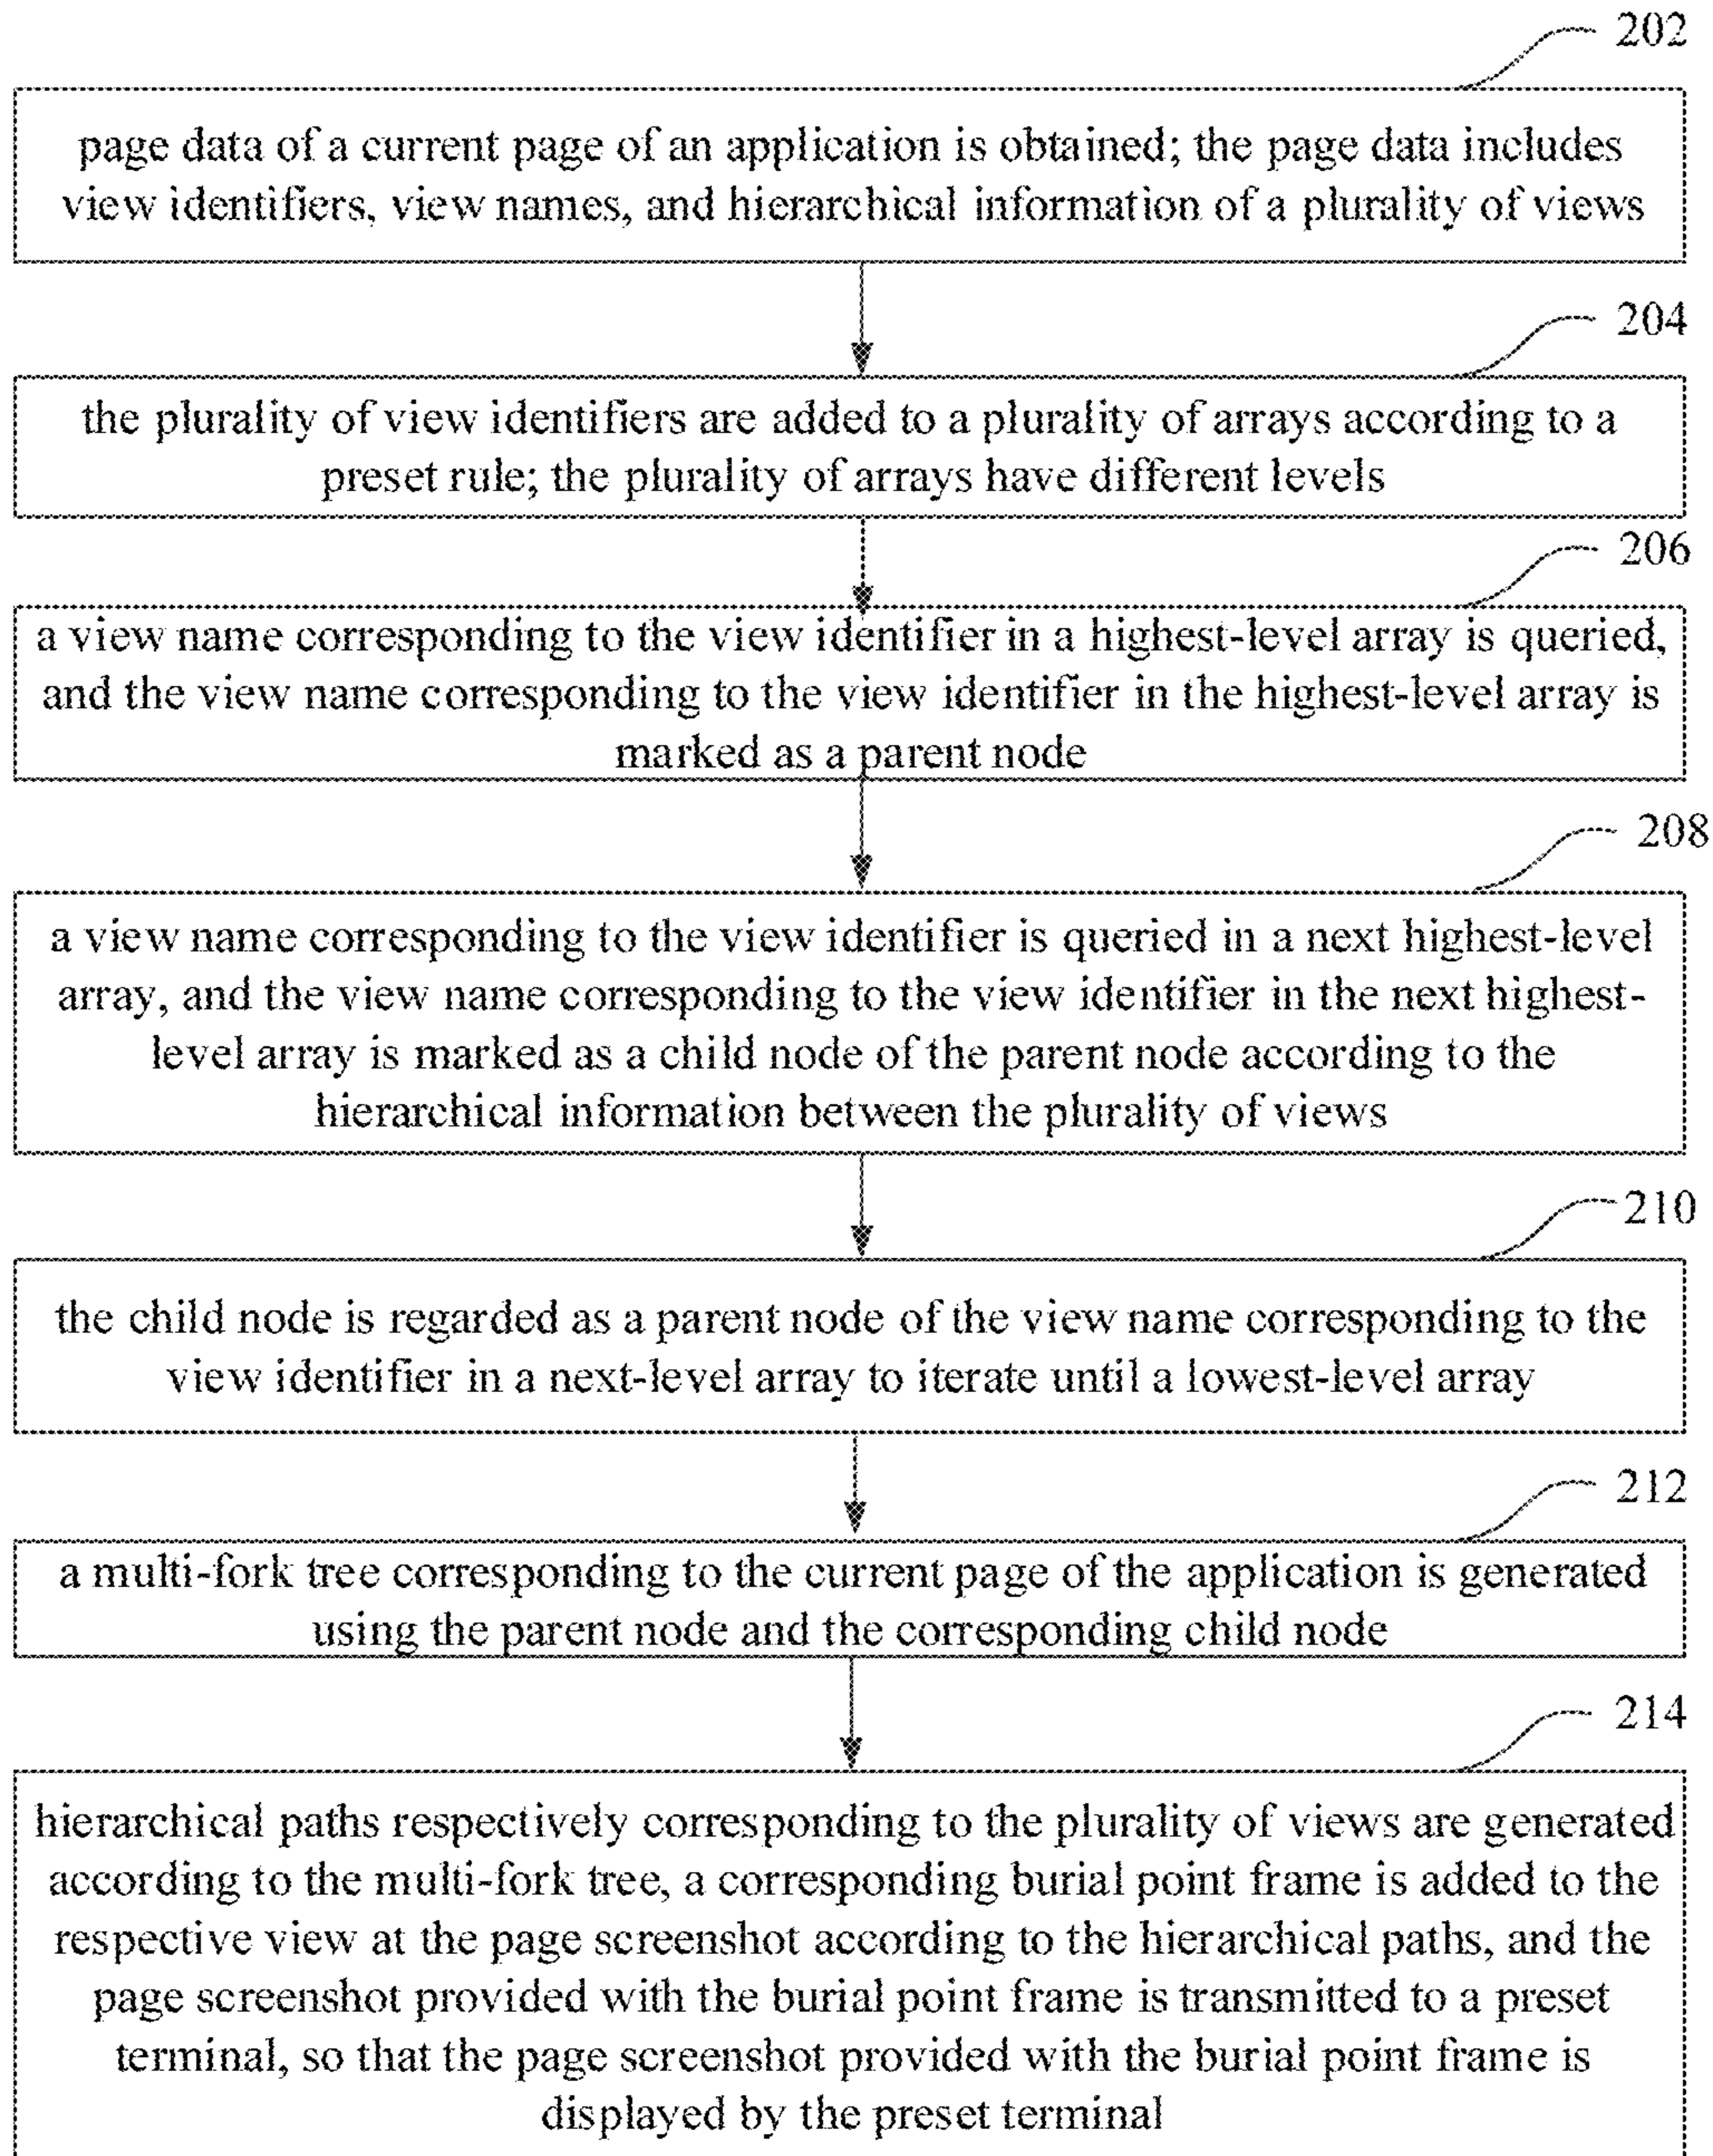 202
page data of a current page of an application is obtained; the page data includes
view identifiers, view names, and hierarchical information of a plurality of views
204
the plurality of view identifiers are added to a plurality of arrays according to a
preset rule; the plurality of arrays have different levels
206
a view name corresponding to the view identifier in a highest-level array is queried,
and the view name corresponding to the view identifier in the highest-level array is
marked as a parent node
208
a view name corresponding to the view identifier is queried in a next highest-level
array, and the view name corresponding to the view identifier in the next highest-
level array is marked as a child node of the parent node according to the
hierarchical information between the plurality of views
210
the child node is regarded as a parent node of the view name corresponding to the
view identifier in a next-level array to iterate until a lowest-level array
212
a multi-fork tree corresponding to the current page of the application is generated
using the parent node and the corresponding child node
214
hierarchical paths respectively corresponding to the plurality of views are generated
according to the multi-fork tree, a corresponding burial point frame is added to the
respective view at the page screenshot according to the hierarchical paths, and the
page screenshot provided with the burial point frame is transmitted to a preset
terminal, so that the page screenshot provided with the burial point frame is
displayed by the preset terminal